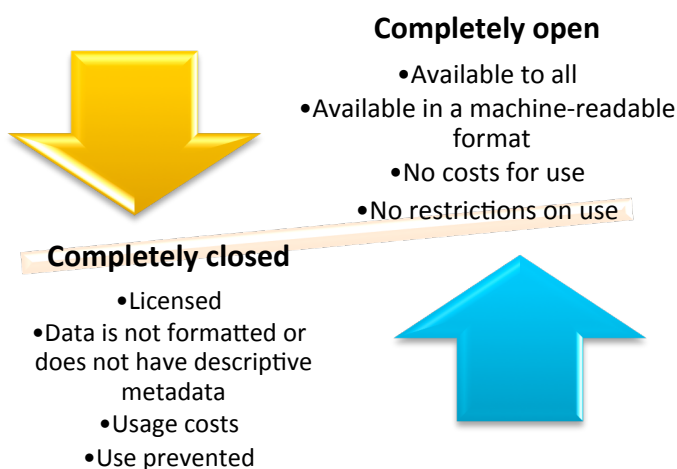 Completely open
•Available to all
•Available in a machine-readable
format
•No costs for use
•No restrictions on use
Completely closed
•Licensed
•Data is not formatted or
does not have descriptive
metadata
•Usage costs
•Use prevented